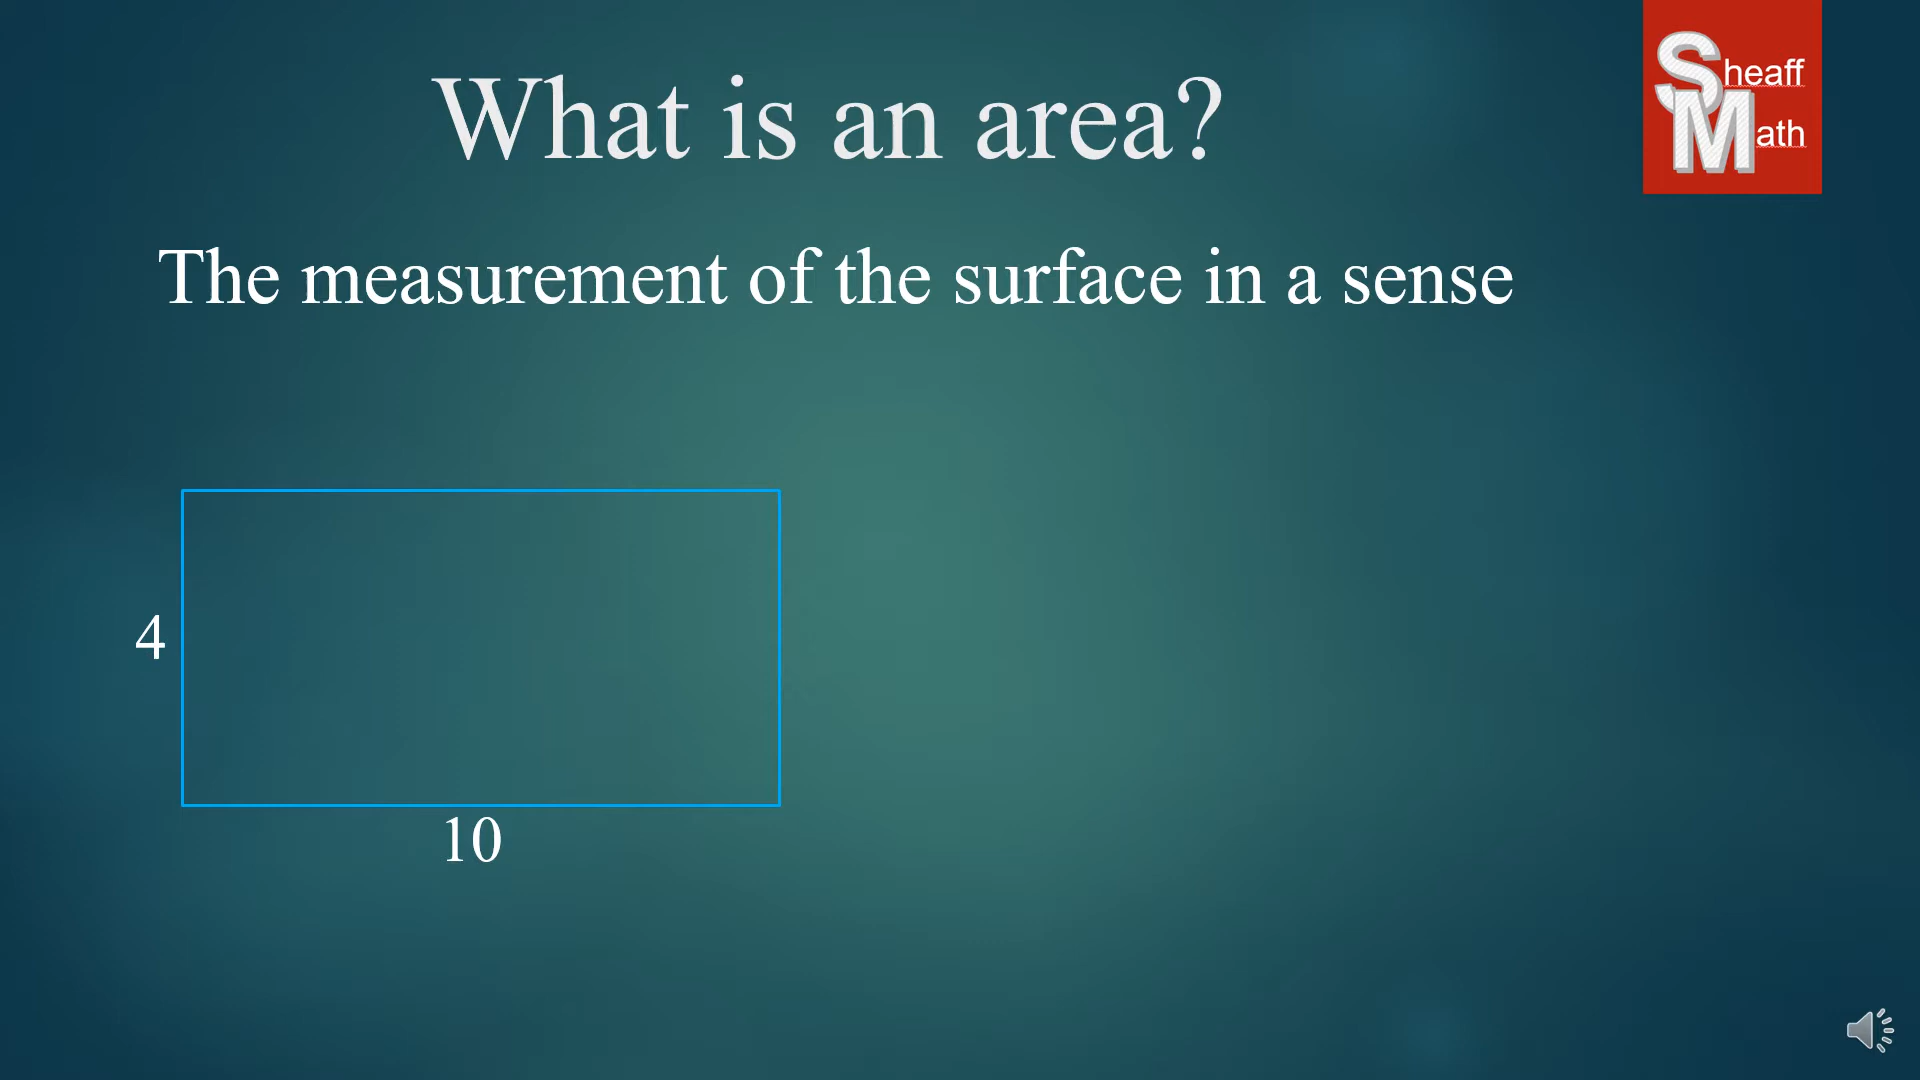 What is an area?
Sheaff
Math
The measurement of the surface in a sense
4
10